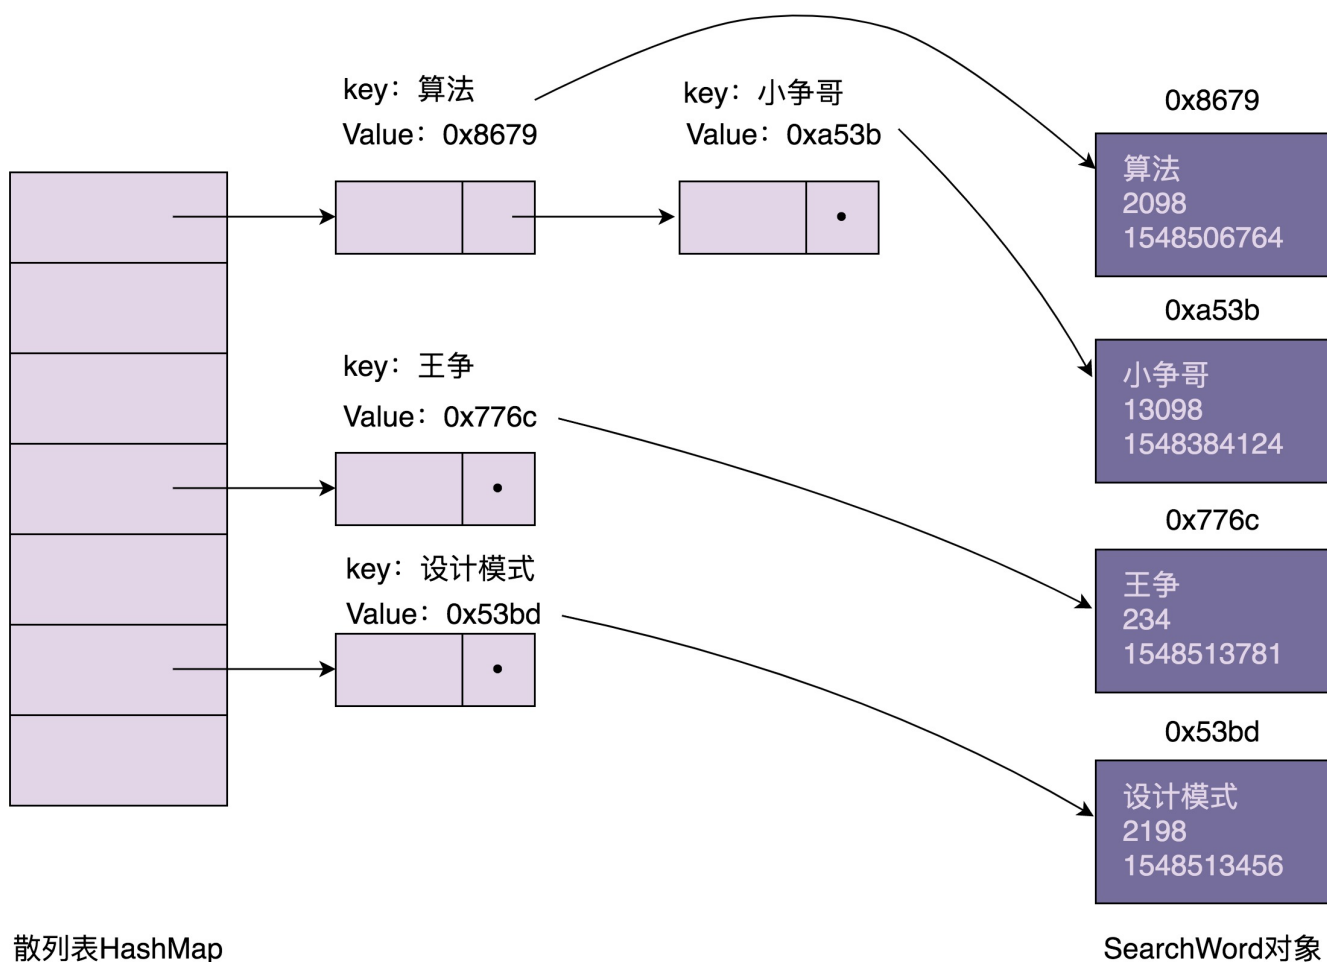 key：算法
Value：0x8679
key：小争哥
Value：0xa53b
0x8679
算法
2098
1548506764
0xa53b
小争哥
13098
1548384124
key：王争
Value：0x776c
0x776c
王争
234
1548513781
key：设计模式
Value：0x53bd
0x53bd
设计模式
2198
1548513456
散列表HashMap
SearchWord对象